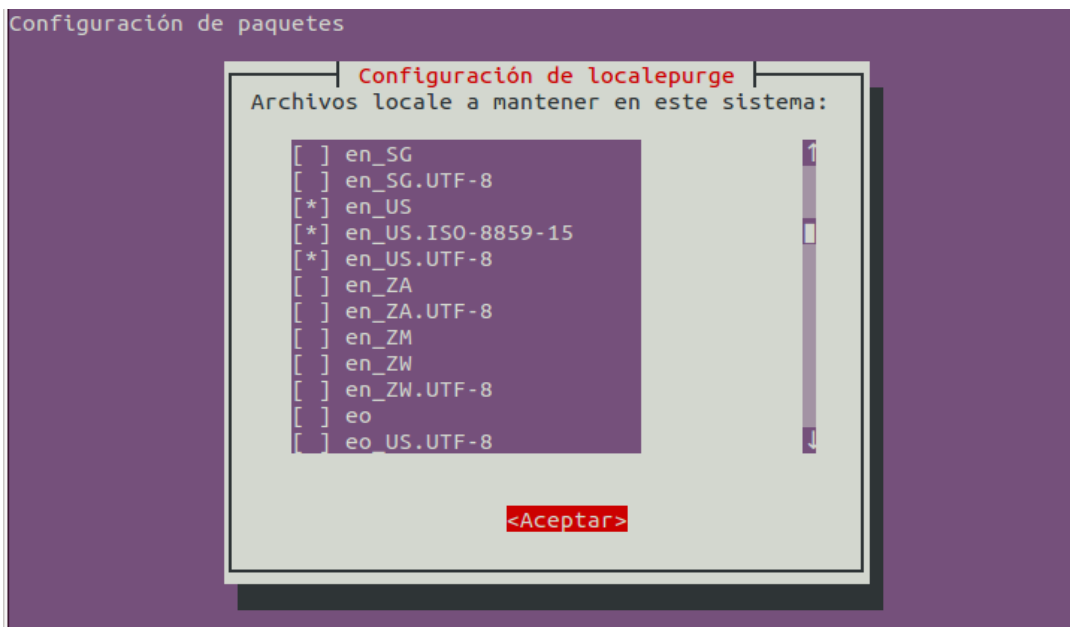 Configuración de paquetes
Configuración de localepurge
Archivos locale a mantener en este sistema:
[ ] en_SG
[ ] en_SG.UTF-8
[*] en_US
[*] en_US.ISO-8859-15
[*] en_US.UTF-8
[ ] en_ZA
[ ] en_ZA.UTF-8
[ ] en_ZM
[ ] en_ZW
[ ] en_ZW.UTF-8
[ ] eo
[ ] eo_US.UTF-8
<Aceptar>